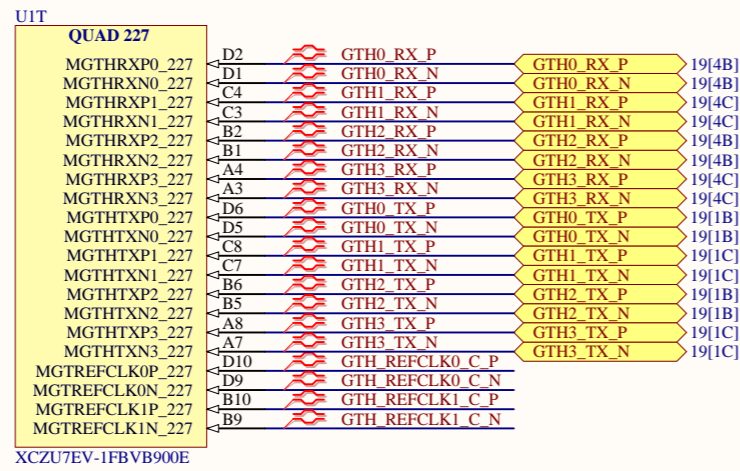 U1T
QUAD 227
MGTHRXP0_227 D2 GTH0_RX_P GTH0_RX_P 19[4B]
MGTHRXN0_227 D1 GTH0_RX_N GTH0_RX_N 19[4B]
MGTHRXP1_227 C4 GTH1_RX_P GTH1_RX_P 19[4C]
MGTHRXN1_227 C3 GTH1_RX_N GTH1_RX_N 19[4C]
MGTHRXP2_227 B2 GTH2_RX_P GTH2_RX_P 19[4B]
MGTHRXN2_227 B1 GTH2_RX_N GTH2_RX_N 19[4B]
MGTHRXP3_227 A4 GTH3_RX_P GTH3_RX_P 19[4C]
MGTHRXN3_227 A3 GTH3_RX_N GTH3_RX_N 19[4C]
MGTHTXP0_227 D6 GTH0_TX_P GTH0_TX_P 19[1B]
MGTHTXN0_227 D5 GTH0_TX_N GTH0_TX_N 19[1B]
MGTHTXP1_227 C8 GTH1_TX_P GTH1_TX_P 19[1C]
MGTHTXN1_227 C7 GTH1_TX_N GTH1_TX_N 19[1C]
MGTHTXP2_227 B6 GTH2_TX_P GTH2_TX_P 19[1B]
MGTHTXN2_227 B5 GTH2_TX_N GTH2_TX_N 19[1B]
MGTHTXP3_227 A8 GTH3_TX_P GTH3_TX_P 19[1C]
MGTHTXN3_227 A7 GTH3_TX_N GTH3_TX_N 19[1C]
MGTREFCLK0P_227 D10 GTH_REFCLK0_C_P
MGTREFCLK0N_227 D9 GTH_REFCLK0_C_N
MGTREFCLK1P_227 B10 GTH_REFCLK1_C_P
MGTREFCLK1N_227 B9 GTH_REFCLK1_C_N
XCZU7EV-1FBVB900E